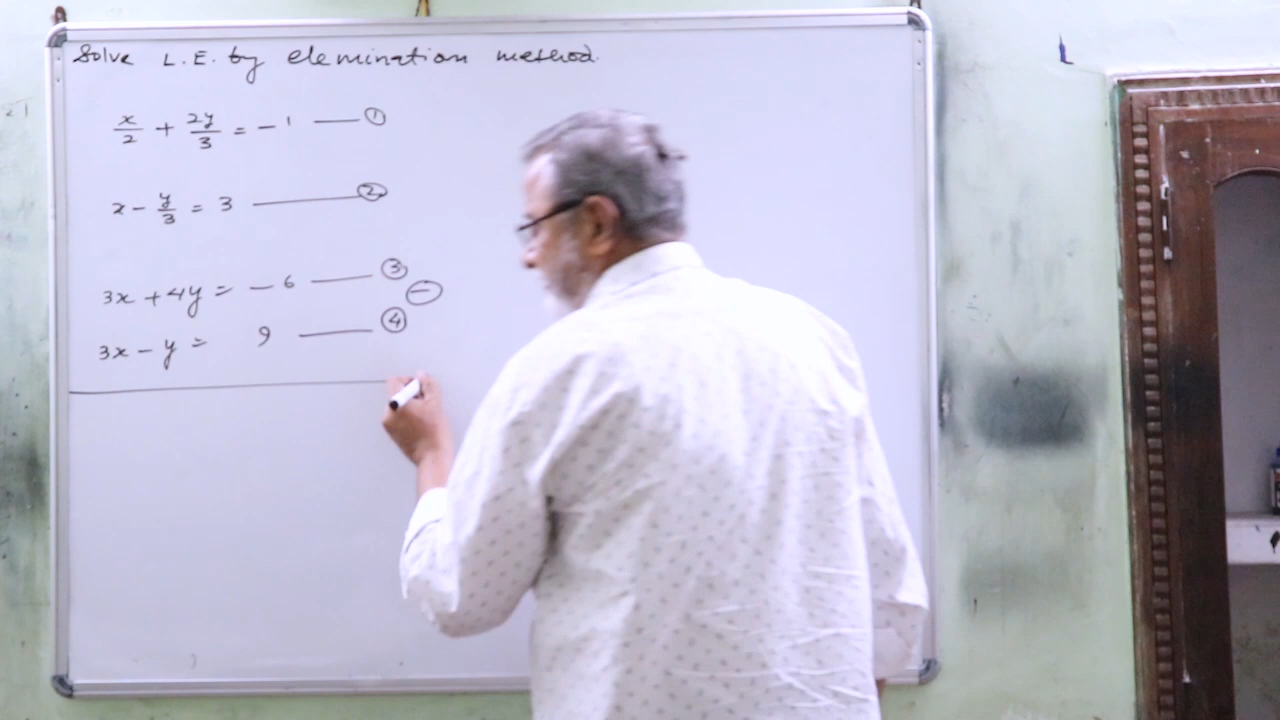 Solve L.E. by elemination method.
x/2 + 2y/3 = -1 — ①
x - y/3 = 3 — ②
3x + 4y = -6 — ③
⊖
3x - y = 9 — ④